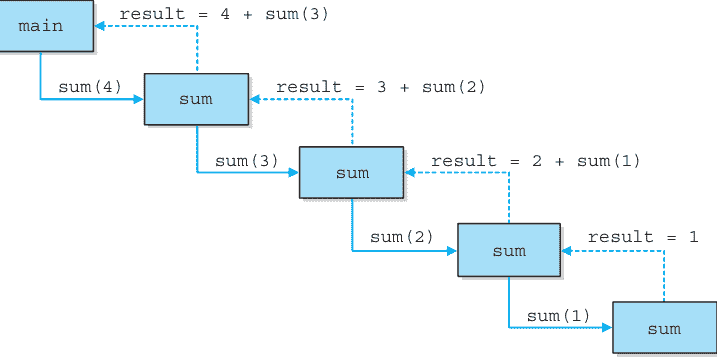 main
result = 4 + sum(3)
sum(4)
sum
result = 3 + sum(2)
sum(3)
sum
result = 2 + sum(1)
sum(2)
sum
result = 1
sum(1)
sum